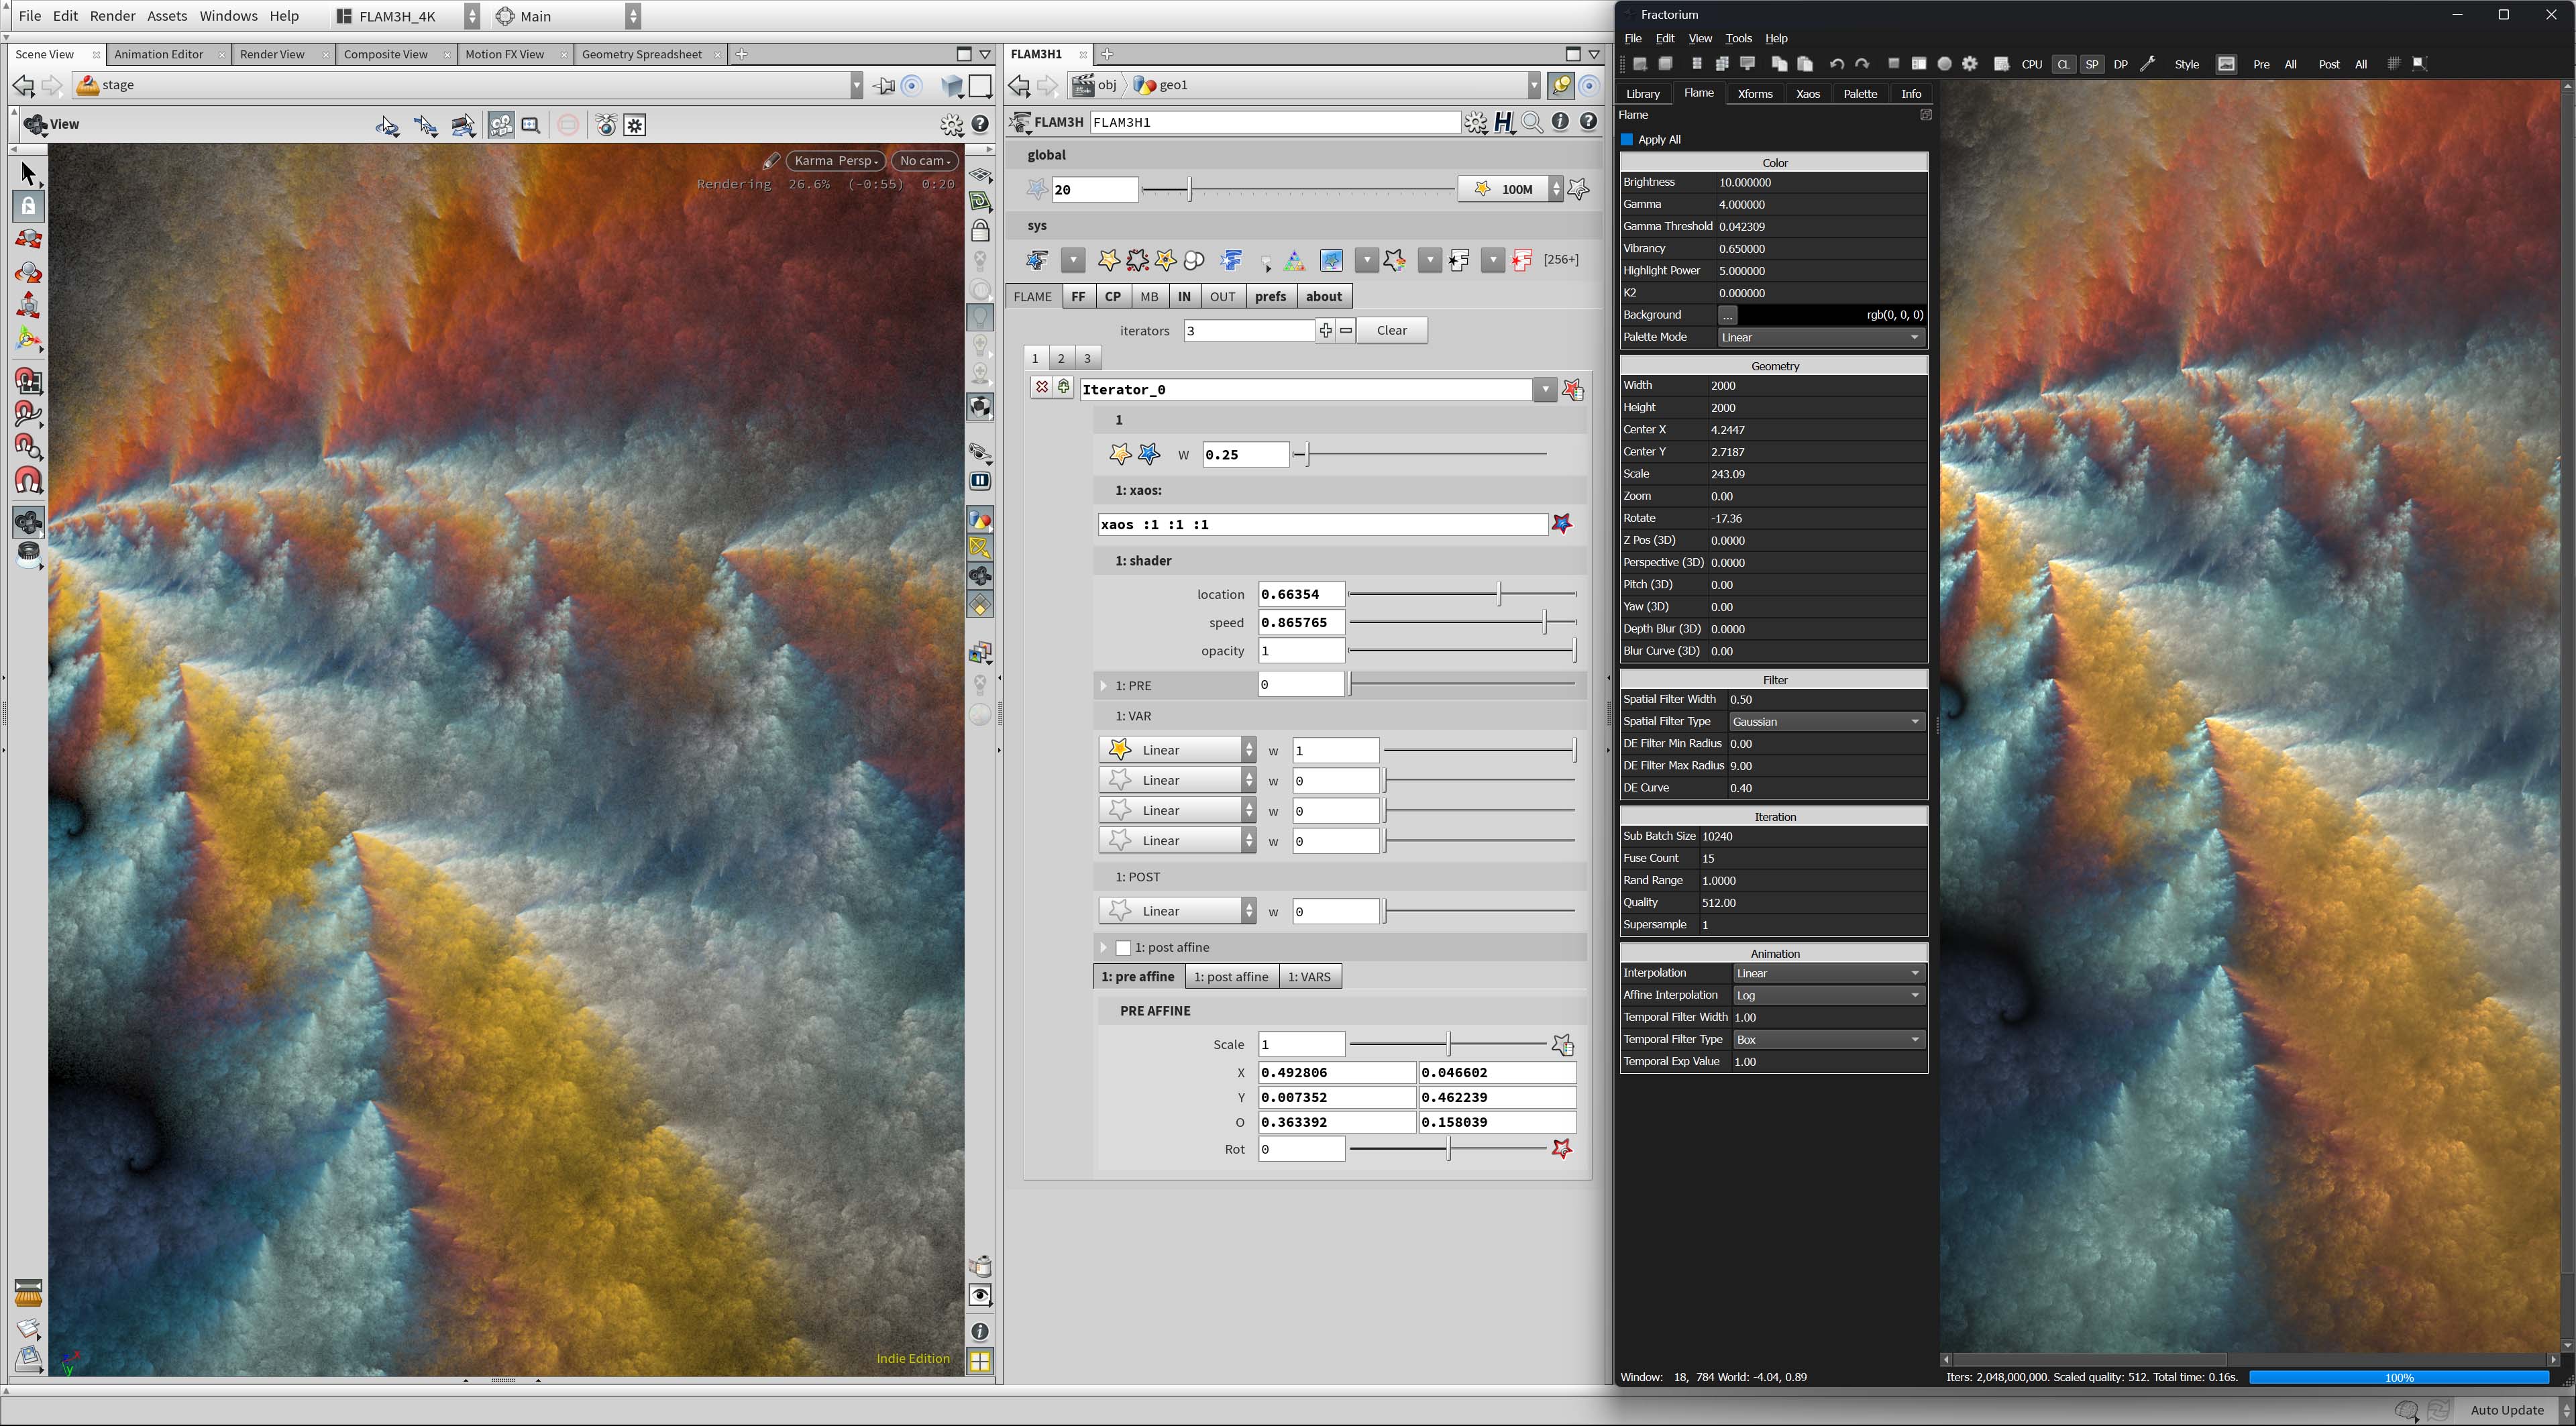 File Edit Render Assets Windows Help FLAM3H_4K Main
Scene View Animation Editor Render View Composite View Motion FX View Geometry Spreadsheet
stage
View
Karma Persp No cam
Rendering 26.6% (-0:55) 0:20
Indie Edition
FLAM3H1
obj geo1
FLAM3H FLAM3H1
global
20 100M
sys
[256+]
FLAME FF CP MB IN OUT prefs about
iterators 3 Clear
1 2 3
Iterator_0
1
W 0.25
1: xaos:
xaos :1 :1 :1
1: shader
location 0.66354
speed 0.865765
opacity 1
1: PRE 0
1: VAR
Linear w 1
Linear w 0
Linear w 0
Linear w 0
1: POST
Linear w 0
1: post affine
1: pre affine 1: post affine 1: VARS
PRE AFFINE
Scale 1
X 0.492806 0.046602
Y 0.007352 0.462239
O 0.363392 0.158039
Rot 0
Fractorium
File Edit View Tools Help
CPU CL SP DP Style Pre All Post All
Library Flame Xforms Xaos Palette Info
Flame
Apply All
Color
Brightness 10.000000
Gamma 4.000000
Gamma Threshold 0.042309
Vibrancy 0.650000
Highlight Power 5.000000
K2 0.000000
Background ... rgb(0, 0, 0)
Palette Mode Linear
Geometry
Width 2000
Height 2000
Center X 4.2447
Center Y 2.7187
Scale 243.09
Zoom 0.00
Rotate -17.36
Z Pos (3D) 0.0000
Perspective (3D) 0.0000
Pitch (3D) 0.00
Yaw (3D) 0.00
Depth Blur (3D) 0.0000
Blur Curve (3D) 0.00
Filter
Spatial Filter Width 0.50
Spatial Filter Type Gaussian
DE Filter Min Radius 0.00
DE Filter Max Radius 9.00
DE Curve 0.40
Iteration
Sub Batch Size 10240
Fuse Count 15
Rand Range 1.0000
Quality 512.00
Supersample 1
Animation
Interpolation Linear
Affine Interpolation Log
Temporal Filter Width 1.00
Temporal Filter Type Box
Temporal Exp Value 1.00
Window: 18, 784 World: -4.04, 0.89 Iters: 2,048,000,000. Scaled quality: 512. Total time: 0.16s. 100%
Auto Update